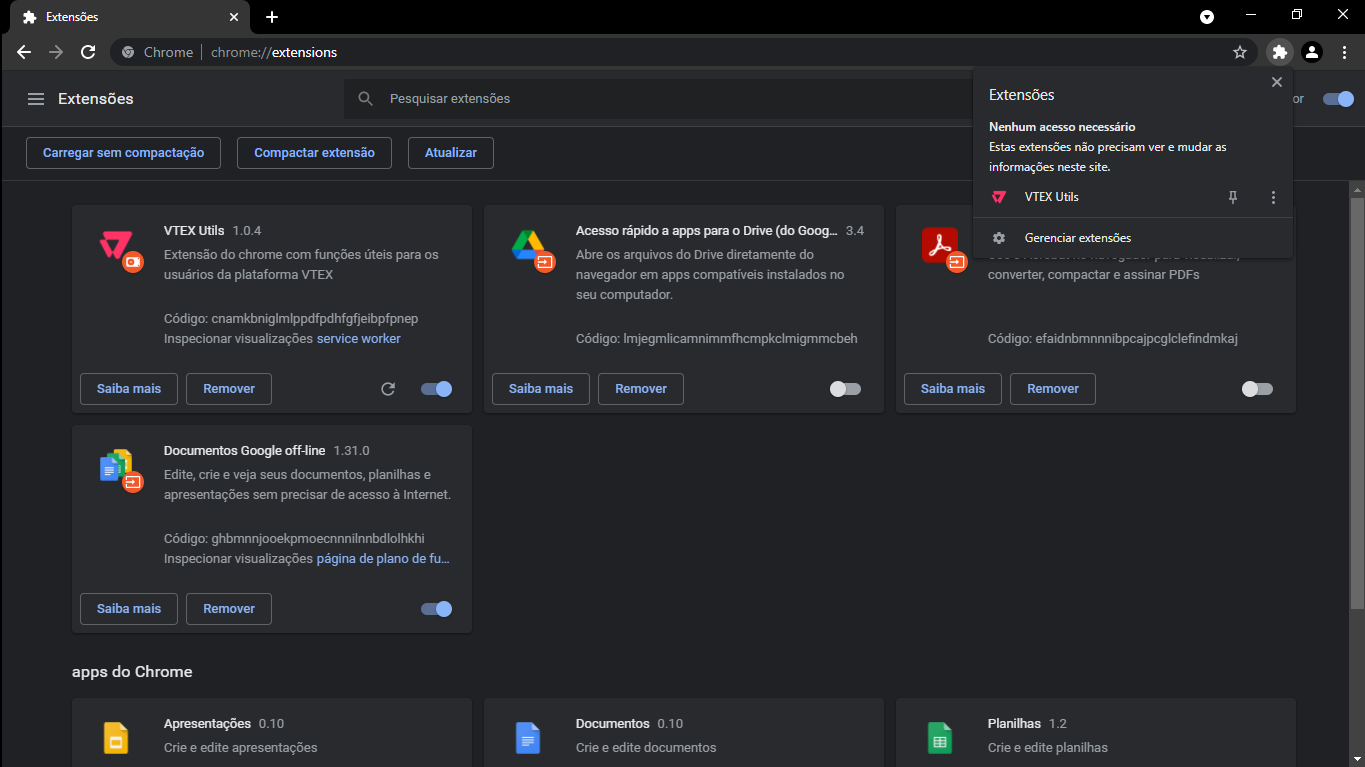 Extensões
Chrome
chrome://extensions
Extensões
Pesquisar extensões
or
Carregar sem compactação
Compactar extensão
Atualizar
Extensões
Nenhum acesso necessário
Estas extensões não precisam ver e mudar as
informações neste site.
VTEX Utils
Gerenciar extensões
VTEX Utils 1.0.4
Extensão do chrome com funções úteis para os
usuários da plataforma VTEX
Código: cnamkbniglmlppdfpdhfgfjeibpfpnep
Inspecionar visualizações service worker
Saiba mais
Remover
Acesso rápido a apps para o Drive (do Goog... 3.4
Abre os arquivos do Drive diretamente do
navegador em apps compatíveis instalados no
seu computador.
Código: lmjegmlicamnimmfhcmpkclmigmmcbeh
Saiba mais
Remover
converter, compactar e assinar PDFs
Código: efaidnbmnnnibpcajpcglclefindmkaj
Saiba mais
Remover
Documentos Google off-line 1.31.0
Edite, crie e veja seus documentos, planilhas e
apresentações sem precisar de acesso à Internet.
Código: ghbmnnjooekpmoecnnnilnnbdlolhkhi
Inspecionar visualizações página de plano de fu...
Saiba mais
Remover
apps do Chrome
Apresentações 0.10
Crie e edite apresentações
Documentos 0.10
Crie e edite documentos
Planilhas 1.2
Crie e edite planilhas